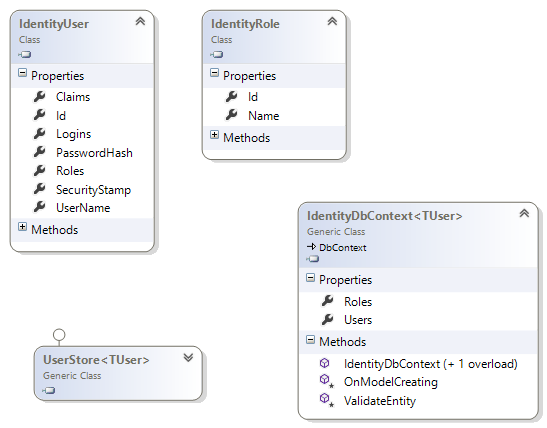 IdentityUser
Class
Properties
Claims
Id
Logins
PasswordHash
Roles
SecurityStamp
UserName
Methods
IdentityRole
Class
Properties
Id
Name
Methods
UserStore<TUser>
Generic Class
IdentityDbContext<TUser>
Generic Class
DbContext
Properties
Roles
Users
Methods
IdentityDbContext (+ 1 overload)
OnModelCreating
ValidateEntity